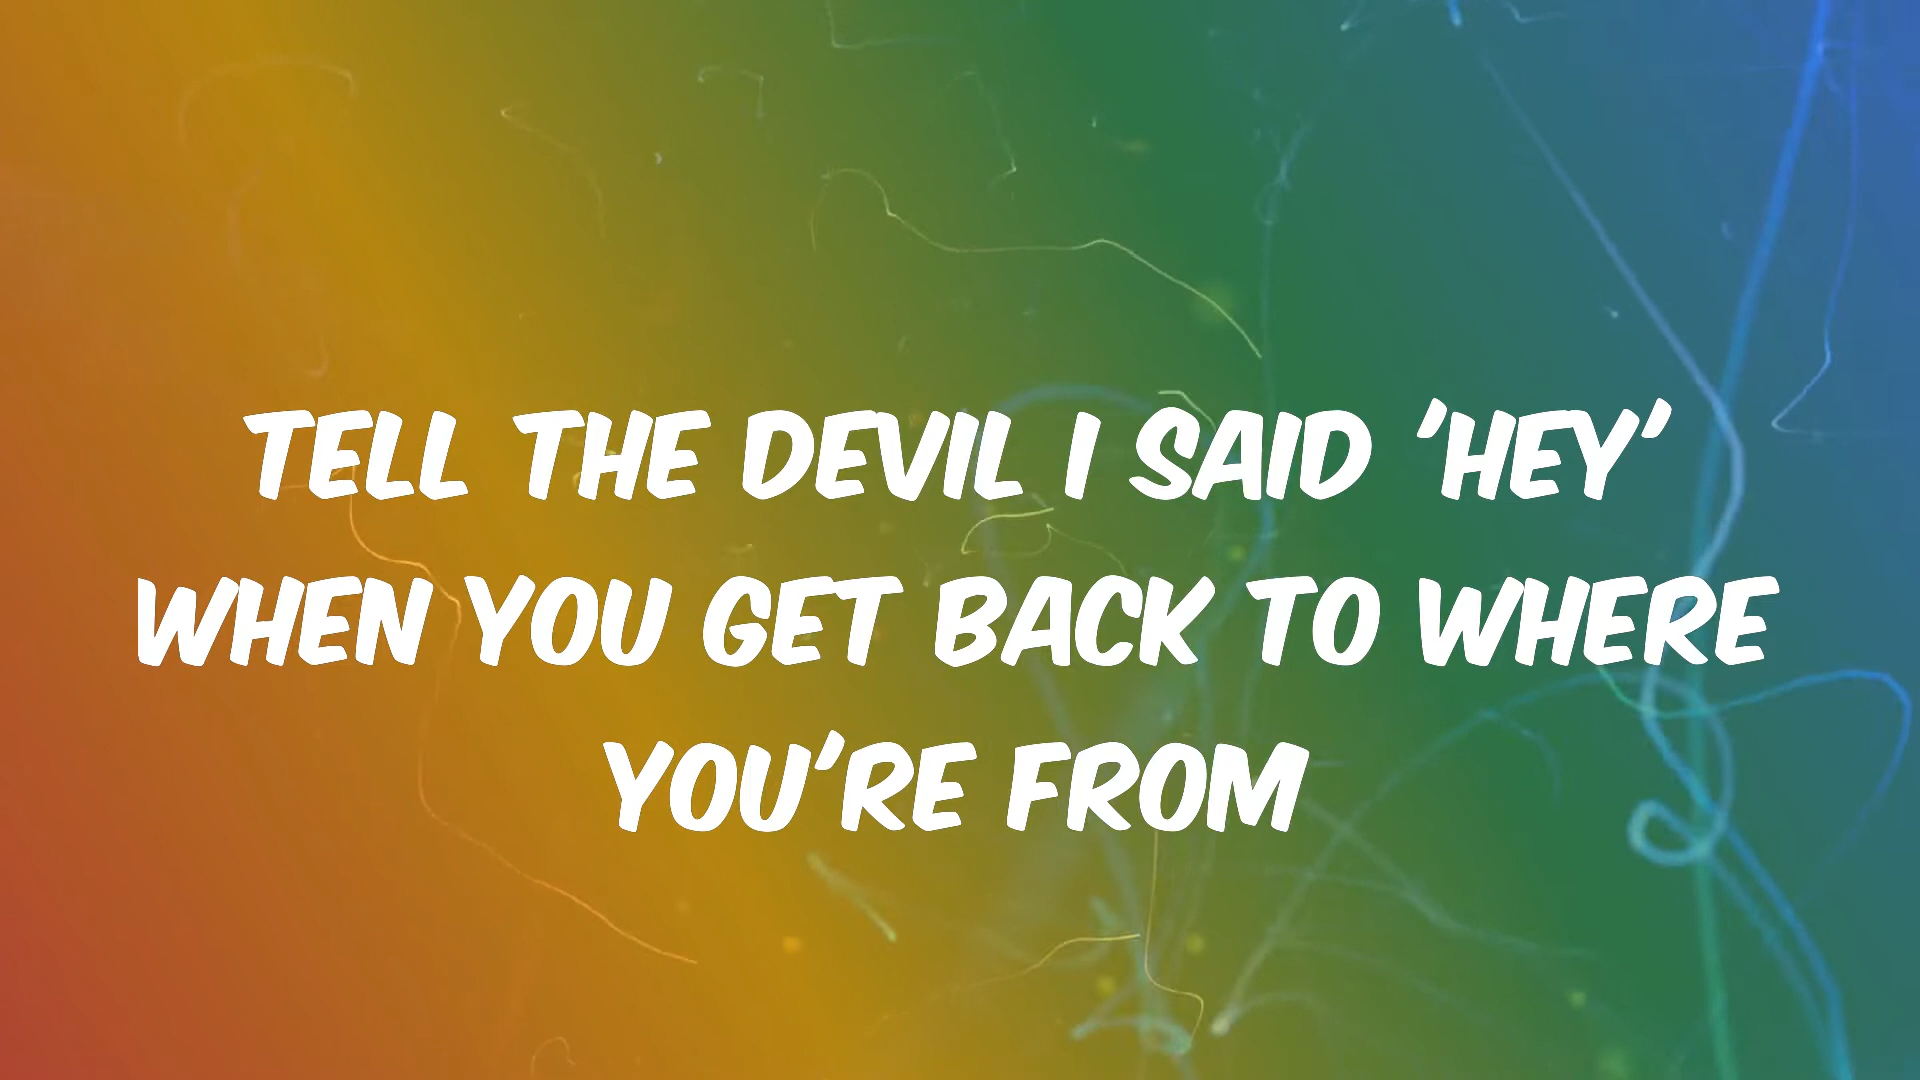 TELL THE DEVIL I SAID 'HEY'
WHEN YOU GET BACK TO WHERE
YOU'RE FROM